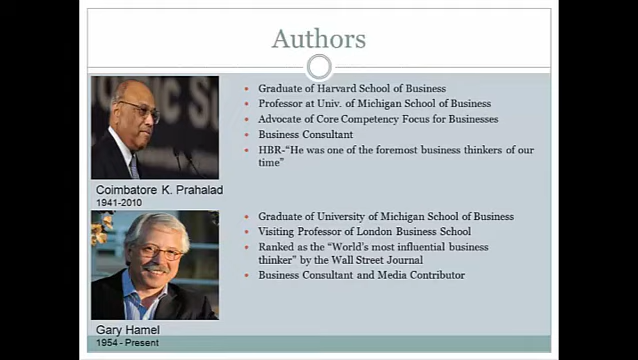 Authors
Graduate of Harvard School of Business
Professor at Univ. of Michigan School of Business
Advocate of Core Competency Focus for Businesses
Business Consultant
HBR-“He was one of the foremost business thinkers of our
time”
Coimbatore K. Prahalad
1941-2010
Graduate of University of Michigan School of Business
Visiting Professor of London Business School
Ranked as the “World’s most influential business
thinker” by the Wall Street Journal
Business Consultant and Media Contributor
Gary Hamel
1954 - Present